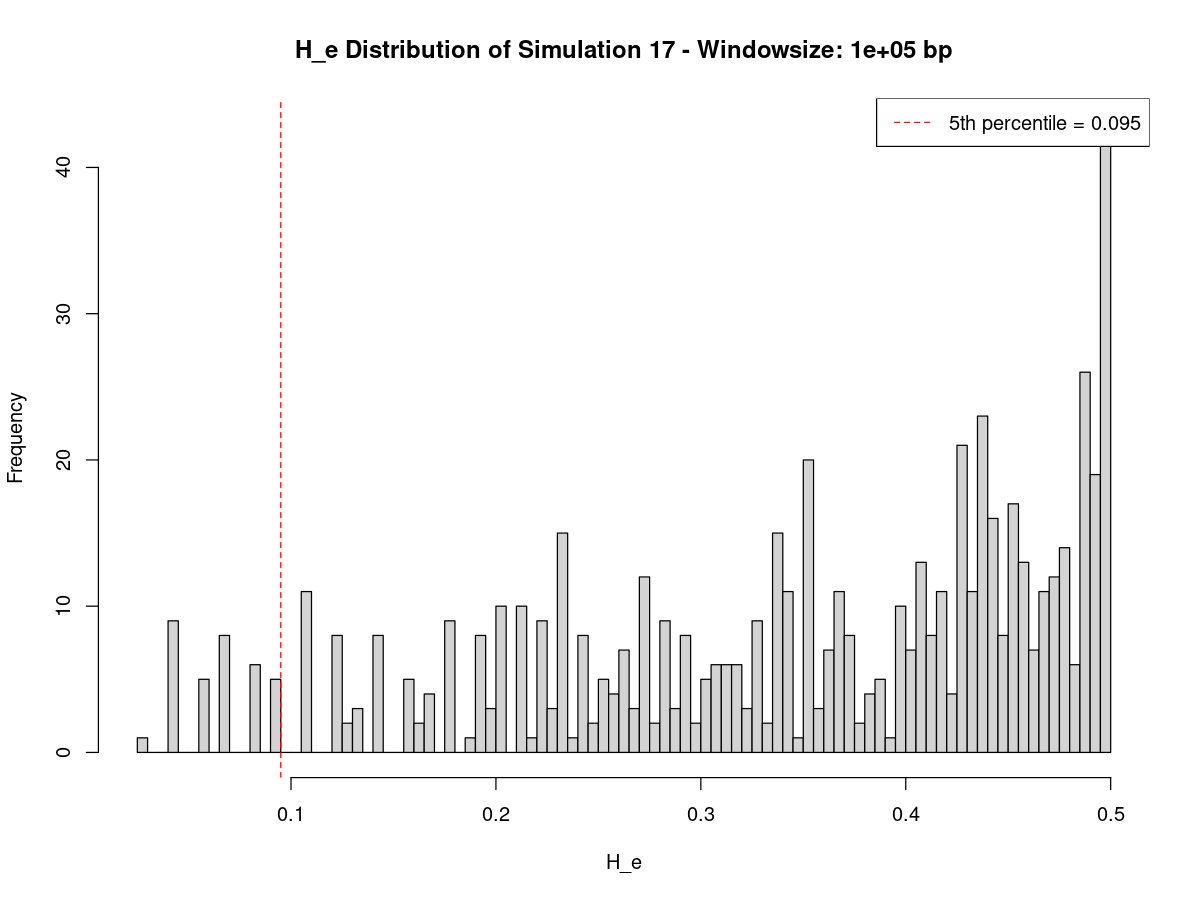 H_e Distribution of Simulation 17 - Windowsize: 1e+05 bp
5th percentile = 0.095
Frequency
40
30
20
10
0
0.1 0.2 0.3 0.4 0.5
H_e